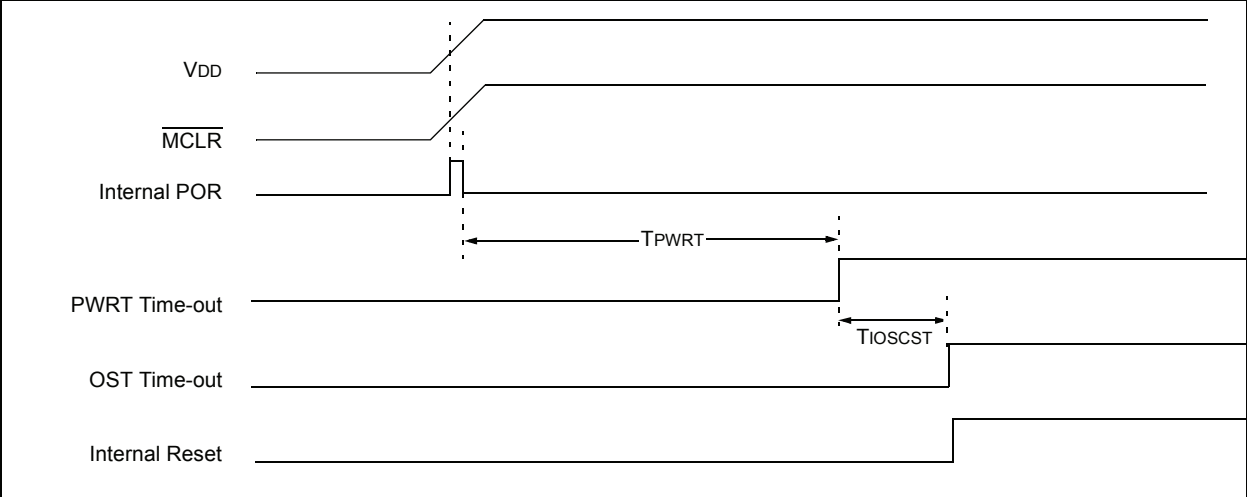 VDD
MCLR
Internal POR
TPWRT
PWRT Time-out
TIOSCST
OST Time-out
Internal Reset